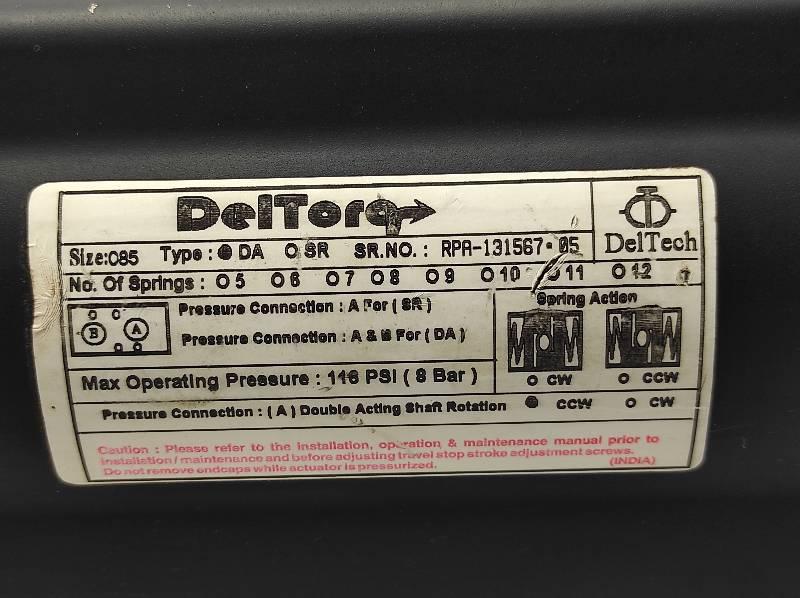 DelTorq
DelTech
Size:085 Type: DA SR SR.NO.: RPA-131567-05
No. Of Springs: 5 6 7 8 9 10 11 12
Pressure Connection : A For ( SR )
B A
Pressure Connection : A & B For ( DA )
Spring Action
CW CCW
Max Operating Pressure : 116 PSI ( 8 Bar )
Pressure Connection : ( A ) Double Acting Shaft Rotation CCW CW
Caution : Please refer to the installation, operation, & maintenance manual prior to
installation / maintenance and before adjusting travel stop stroke adjustment screws.
Do not remove endcaps while actuator is pressurized. (INDIA)